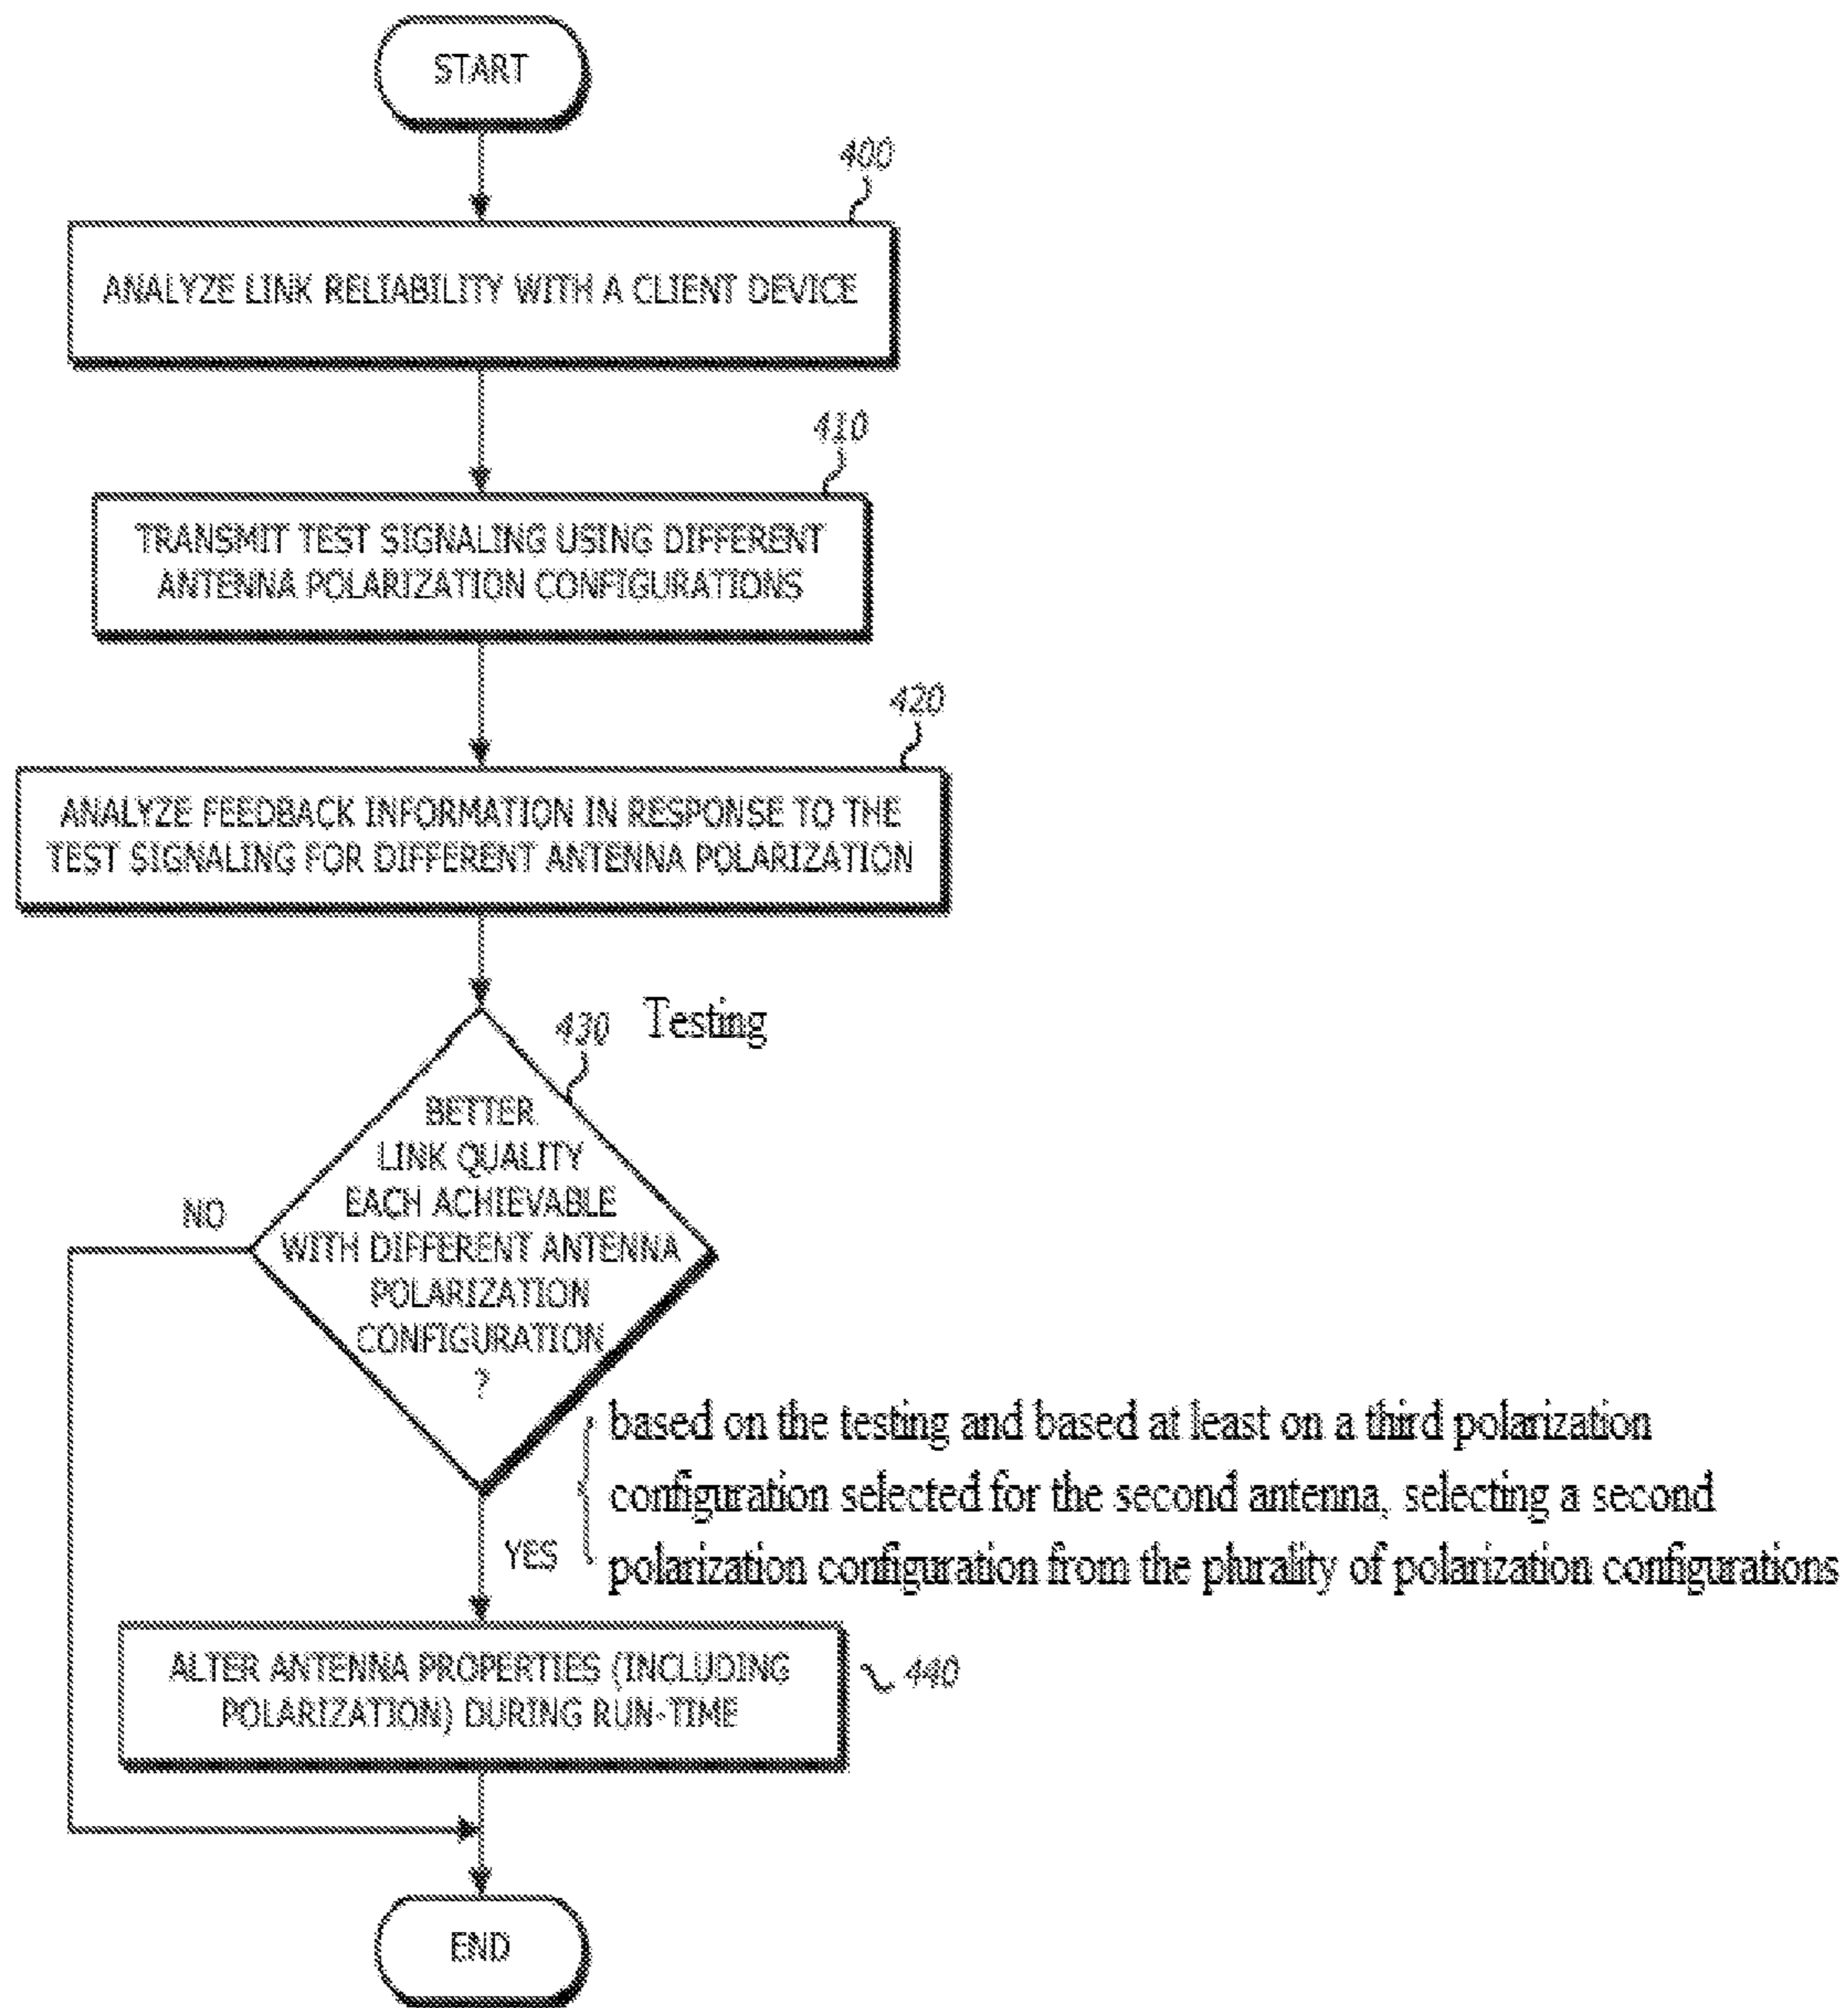 START
400
ANALYZE LINK RELIABILITY WITH A CLIENT DEVICE
410
TRANSMIT TEST SIGNALING USING DIFFERENT
ANTENNA POLARIZATION CONFIGURATIONS
420
ANALYZE FEEDBACK INFORMATION IN RESPONSE TO THE
TEST SIGNALING FOR DIFFERENT ANTENNA POLARIZATION
430
Testing
BETTER
LINK QUALITY
EACH ACHIEVABLE
WITH DIFFERENT ANTENNA
POLARIZATION
CONFIGURATION
?
NO
YES
based on the testing and based at least on a third polarization
configuration selected for the second antenna, selecting a second
polarization configuration from the plurality of polarization configurations
ALTER ANTENNA PROPERTIES (INCLUDING
POLARIZATION) DURING RUN-TIME
440
END